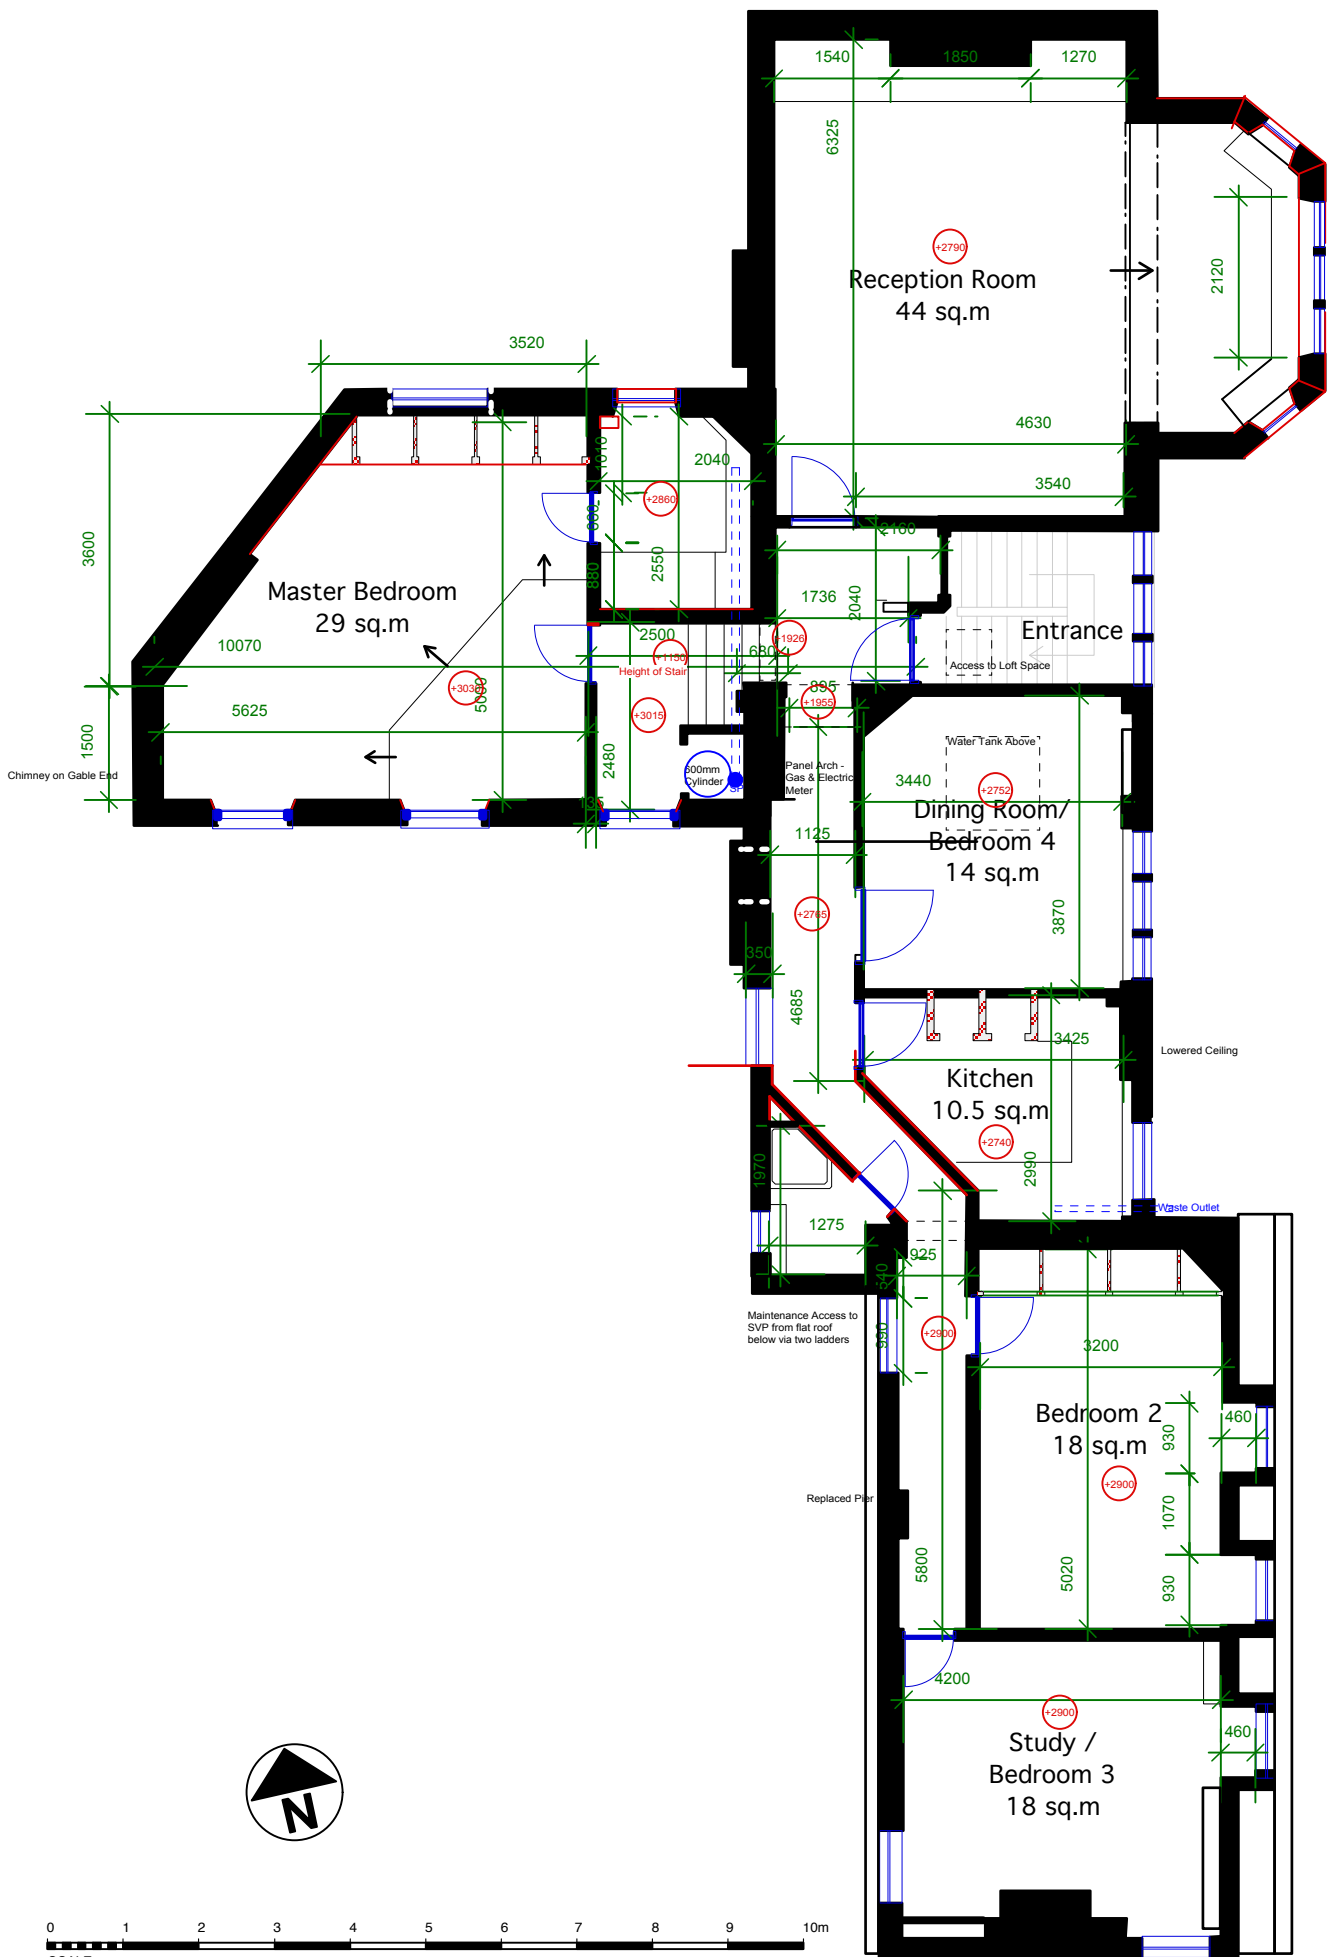 1540
1850
1270
6325
+2790
Reception Room
44 sq.m
2120
3520
4630
3540
1010
2040
+2860
2160
3600
880
2550
Master Bedroom
29 sq.m
1736
2040
2500
+1926
Entrance
10070
+1150
680
Height of Stair
Access to Loft Space
5000
895
+1955
5625
+3015
1500
2480
Chimney on Gable End
600mm
Cylinder
Panel Arch -
Gas & Electric
Meter
Water Tank Above
3440
+2752
135
Dining Room/
Bedroom 4
14 sq.m
1125
3870
+2765
350
4685
3425
Lowered Ceiling
Kitchen
10.5 sq.m
+2740
2990
1970
Waste Outlet
1275
925
540
Maintenance Access to
SVP from flat roof
below via two ladders
990
+2900
3200
Bedroom 2
18 sq.m
930
460
+2900
1070
Replaced Pier
5800
5020
930
4200
+2900
Study /
Bedroom 3
18 sq.m
460
N
0 1 2 3 4 5 6 7 8 9 10m